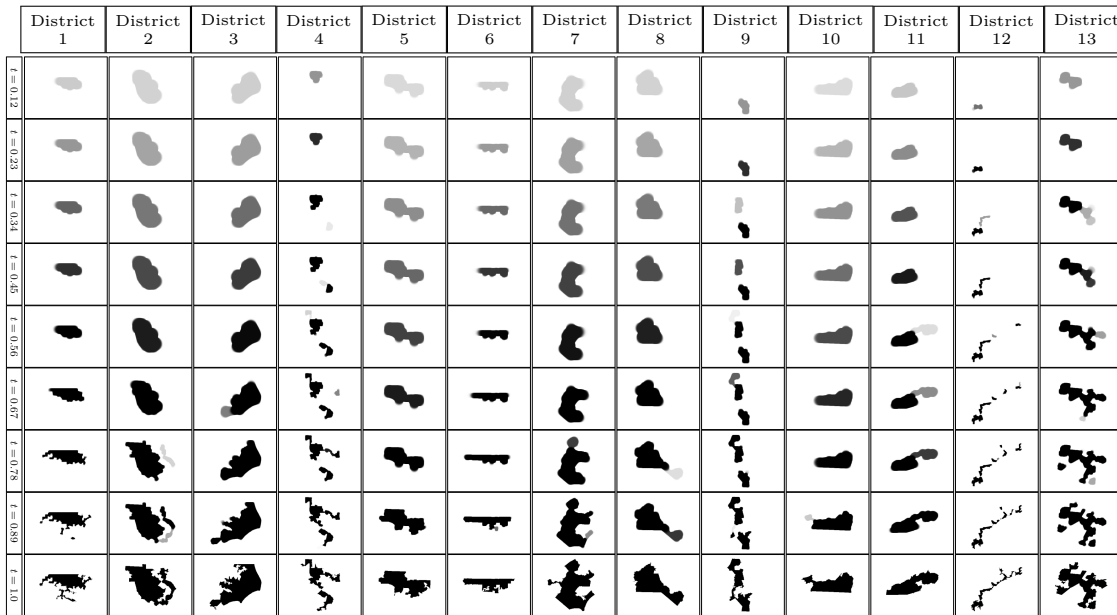 District District District District District District District District District District District District District
1 2 3 4 5 6 7 8 9 10 11 12 13
t = 0.12
t = 0.23
t = 0.34
t = 0.45
t = 0.56
t = 0.67
t = 0.78
t = 0.89
t = 1.0